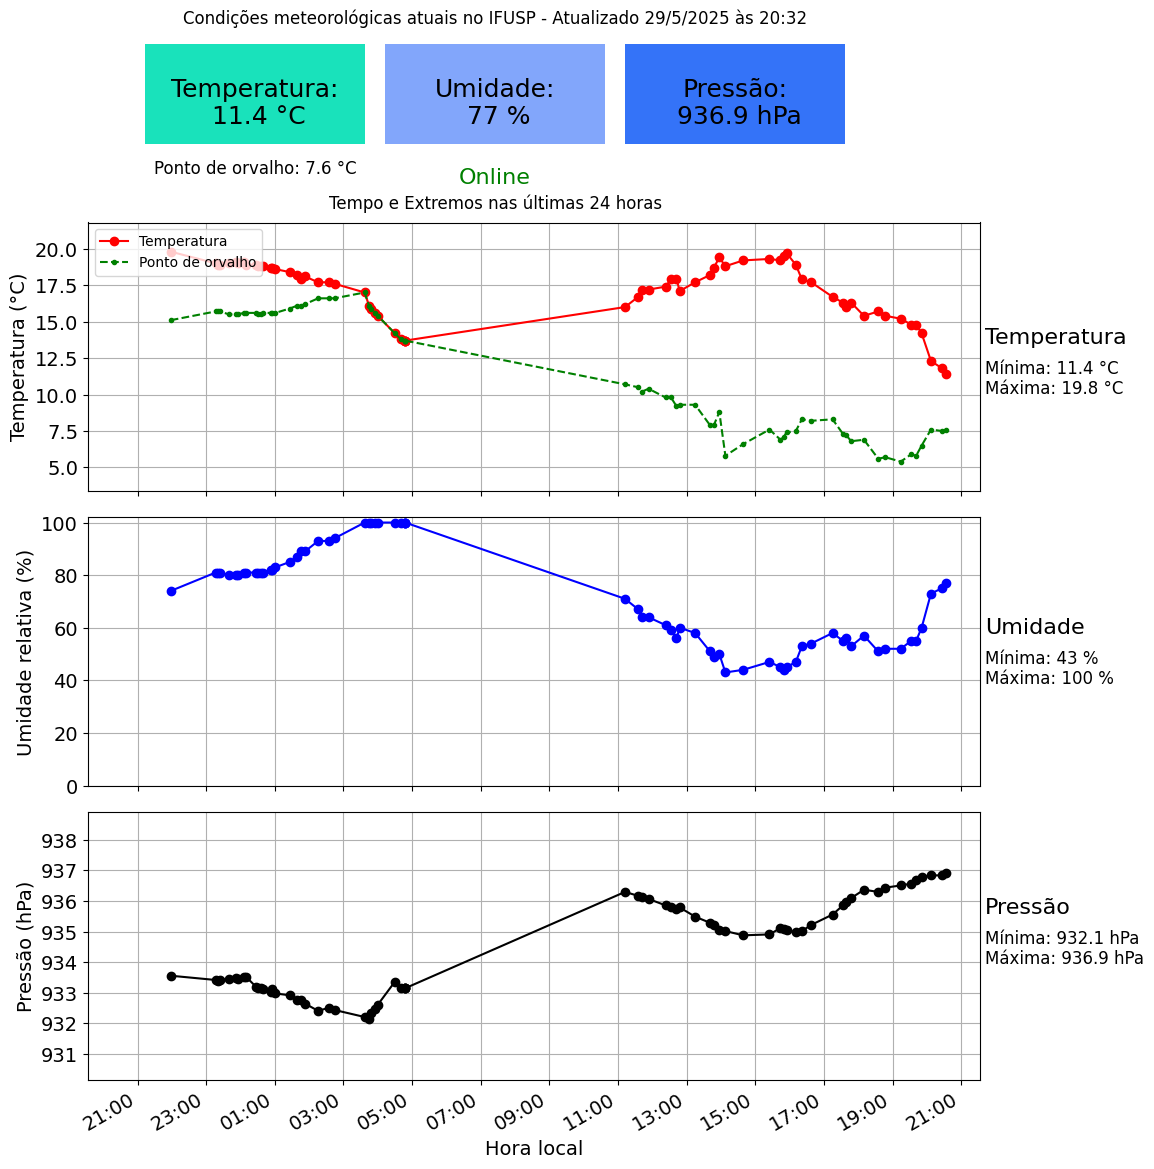 Condições meteorológicas atuais no IFUSP - Atualizado 29/5/2025 às 20:32
Temperatura:
11.4 °C
Umidade:
77 %
Pressão:
936.9 hPa
Ponto de orvalho: 7.6 °C
Online
Tempo e Extremos nas últimas 24 horas
Temperatura
Ponto de orvalho
Temperatura (°C)
20.0
17.5
15.0
12.5
10.0
7.5
5.0
Temperatura
Mínima: 11.4 °C
Máxima: 19.8 °C
Umidade relativa (%)
100
80
60
40
20
0
Umidade
Mínima: 43 %
Máxima: 100 %
Pressão (hPa)
938
937
936
935
934
933
932
931
Pressão
Mínima: 932.1 hPa
Máxima: 936.9 hPa
21:00
23:00
01:00
03:00
05:00
07:00
09:00
11:00
13:00
15:00
17:00
19:00
21:00
Hora local